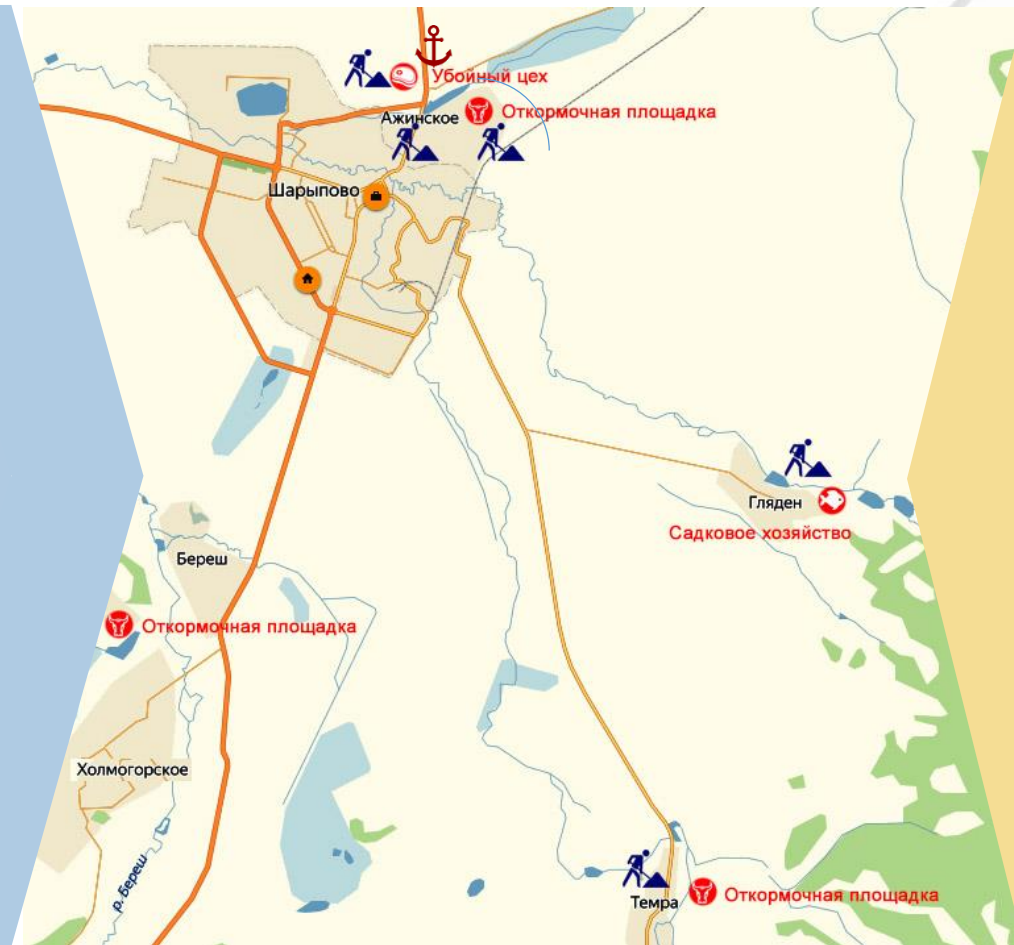 Убойный цех
Ажинское
Откормочная площадка
Шарыпово
Гляден
Садковое хозяйство
Береш
Откормочная площадка
Холмогорское
р. Береш
Темра
Откормочная площадка